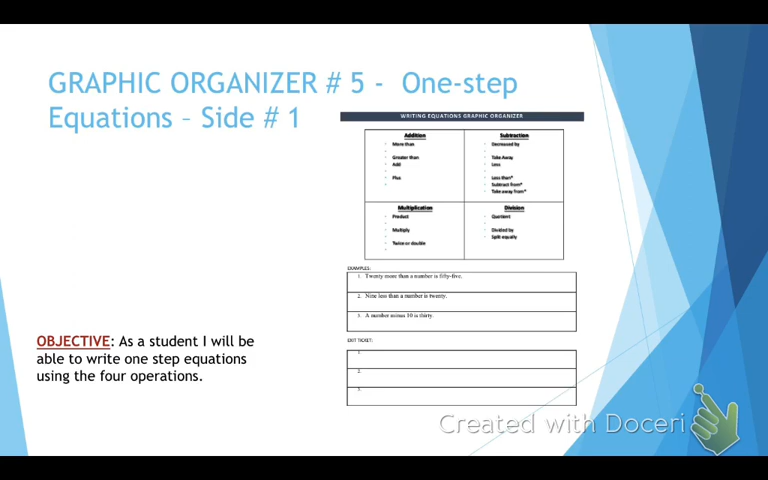 GRAPHIC ORGANIZER # 5 - One-step
Equations – Side # 1
WRITING EQUATIONS GRAPHIC ORGANIZER
Addition
• More than
•
• Greater than
• Add
•
• Plus
•
Subtraction
• Decreased by
•
• Take Away
• Less
•
• Less than*
• Subtract from*
• Take away from*
Multiplication
• Product
•
• Multiply
•
• Twice or double
•
Division
• Quotient
•
• Divided by
• Split equally
EXAMPLES:
1. Twenty more than a number is fifty-five.
2. Nine less than a number is twenty.
3. A number minus 10 is thirty.
EXIT TICKET:
1.
2.
3.
OBJECTIVE: As a student I will be
able to write one step equations
using the four operations.
Created with Doceri